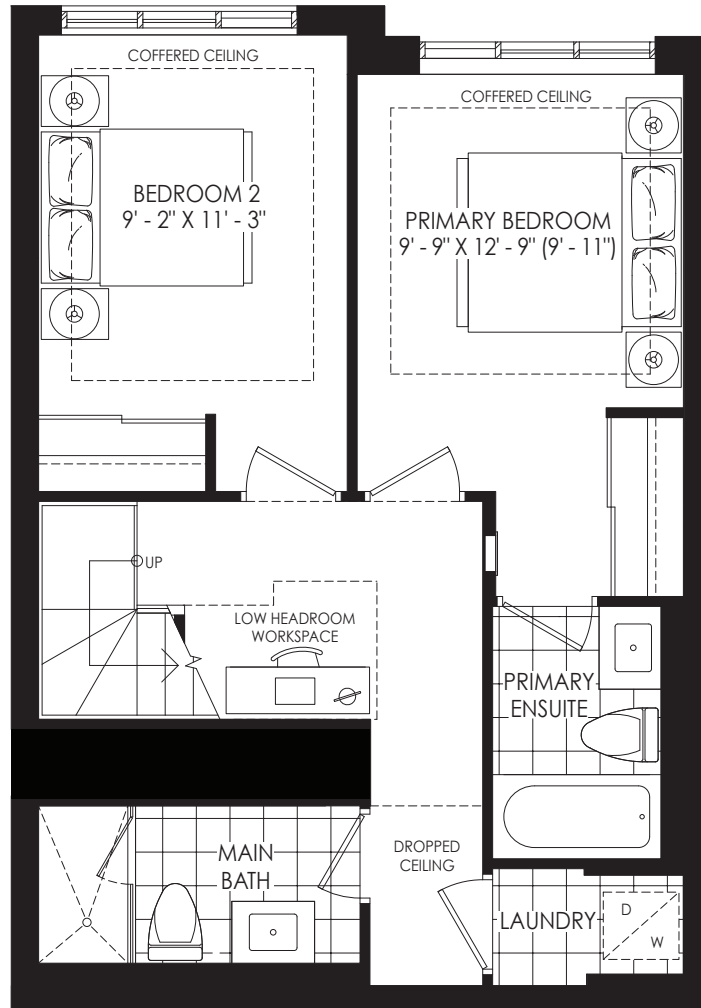 COFFERED CEILING
BEDROOM 2
9' - 2" X 11' - 3"
COFFERED CEILING
PRIMARY BEDROOM
9' - 9" X 12' - 9" (9' - 11")
UP
LOW HEADROOM
WORKSPACE
PRIMARY
ENSUITE
MAIN
BATH
DROPPED
CEILING
LAUNDRY
D
W